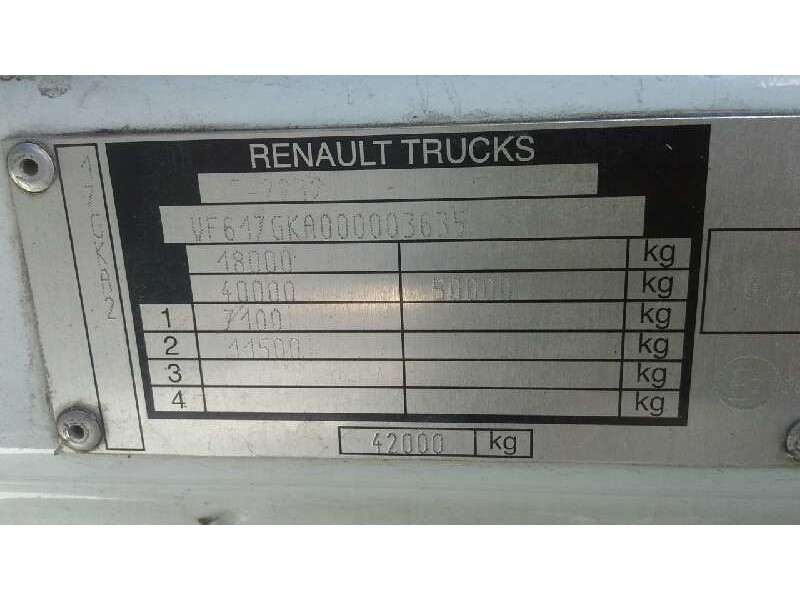 RENAULT TRUCKS
VF617GKA000003635
18000 kg
40000 50000 kg
1 7100 kg
2 11500 kg
3 kg
4 kg
42000 kg
17GKA2